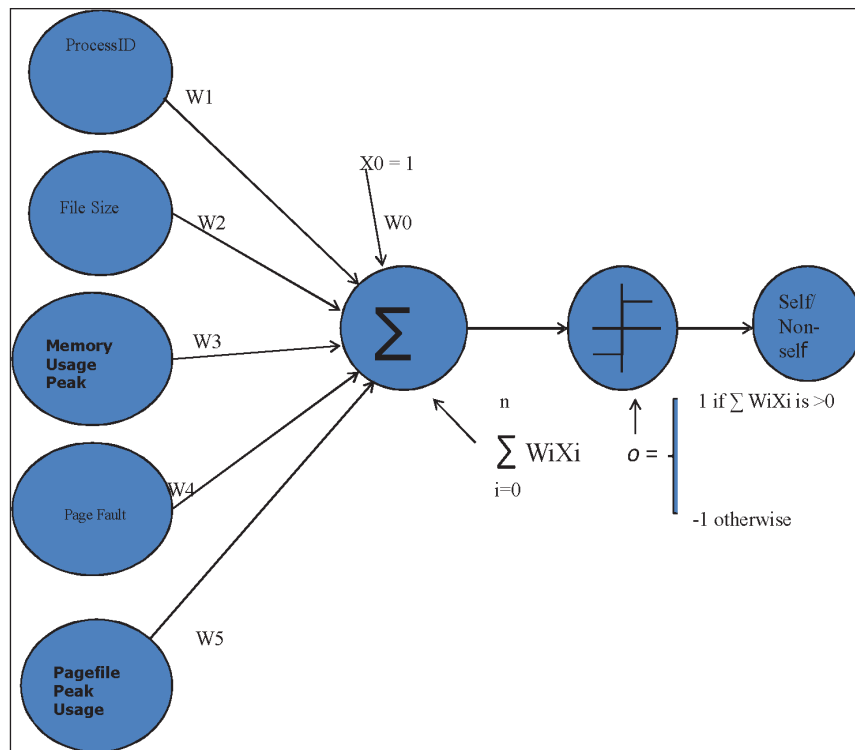 ProcessID
W1
X0 = 1
File Size
W2
W0
Memory
Usage
Peak
W3
∑
Self/
Non-
self
n
∑ WiXi
i=0
o =
1 if ∑ WiXi is >0
-1 otherwise
Page Fault
W4
W5
Pagefile
Peak
Usage